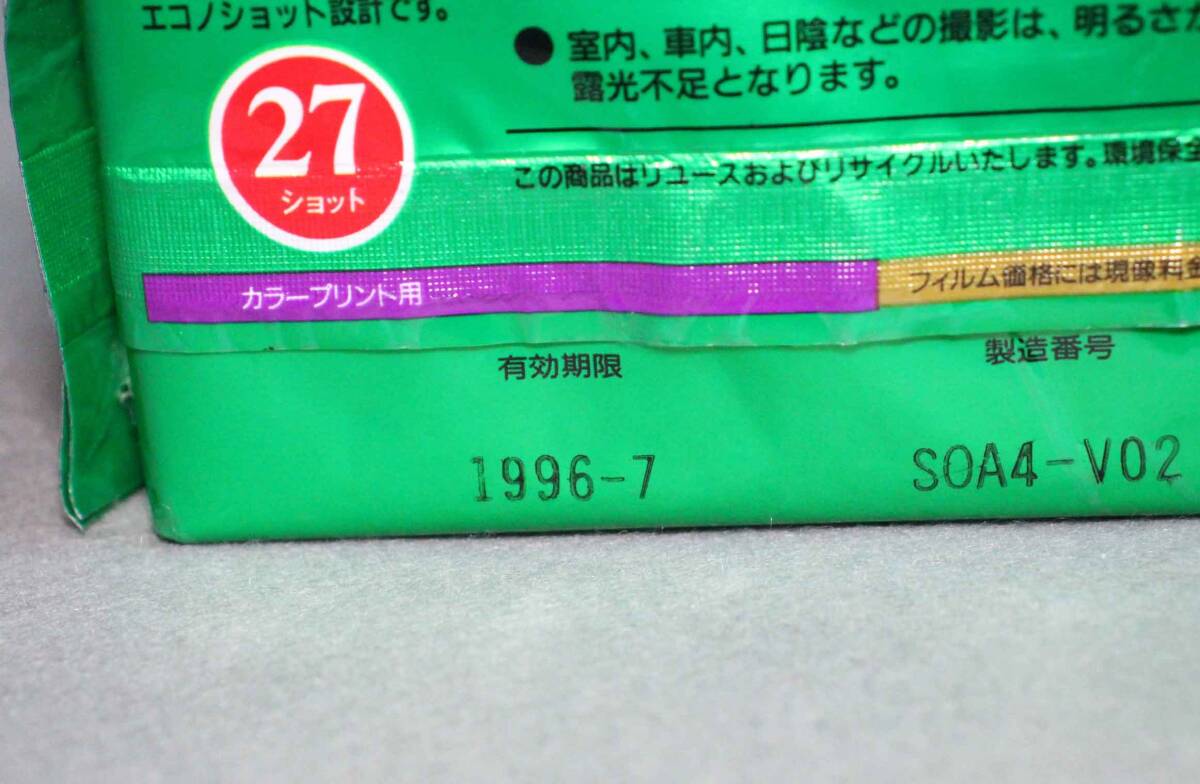 エコノショット設計です。
27
ショット
● 室内、車内、日陰などの撮影は、明るさが
露光不足となります。
この商品はリユースおよびリサイクルいたします。環境保全
カラープリント用
フィルム価格には現像料金
有効期限
製造番号
1996-7
SOA4-V02